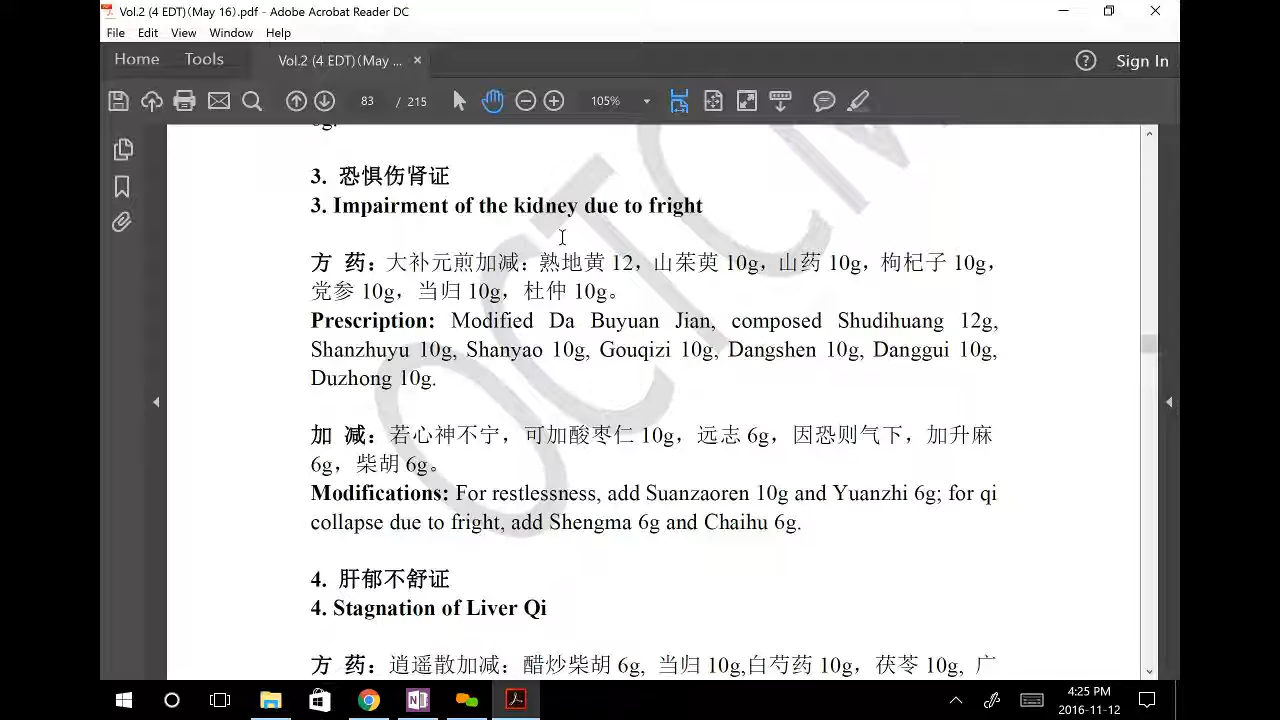 Vol.2 (4 EDT)(May 16).pdf - Adobe Acrobat Reader DC
File Edit View Window Help
Home Tools Vol.2 (4 EDT)(May ... × ? Sign In
83 / 215 105%
6g.
3. 恐惧伤肾证
3. Impairment of the kidney due to fright
方 药：大补元煎加减：熟地黄 12，山茱萸 10g，山药 10g，枸杞子 10g，
党参 10g，当归 10g，杜仲 10g。
Prescription: Modified Da Buyuan Jian, composed Shudihuang 12g,
Shanzhuyu 10g, Shanyao 10g, Gouqizi 10g, Dangshen 10g, Danggui 10g,
Duzhong 10g.
加 减：若心神不宁，可加酸枣仁 10g，远志 6g，因恐则气下，加升麻
6g，柴胡 6g。
Modifications: For restlessness, add Suanzaoren 10g and Yuanzhi 6g; for qi
collapse due to fright, add Shengma 6g and Chaihu 6g.
4. 肝郁不舒证
4. Stagnation of Liver Qi
方 药：逍遥散加减：醋炒柴胡 6g, 当归 10g,白芍药 10g，茯苓 10g, 广
OCTCM
4:25 PM
2016-11-12